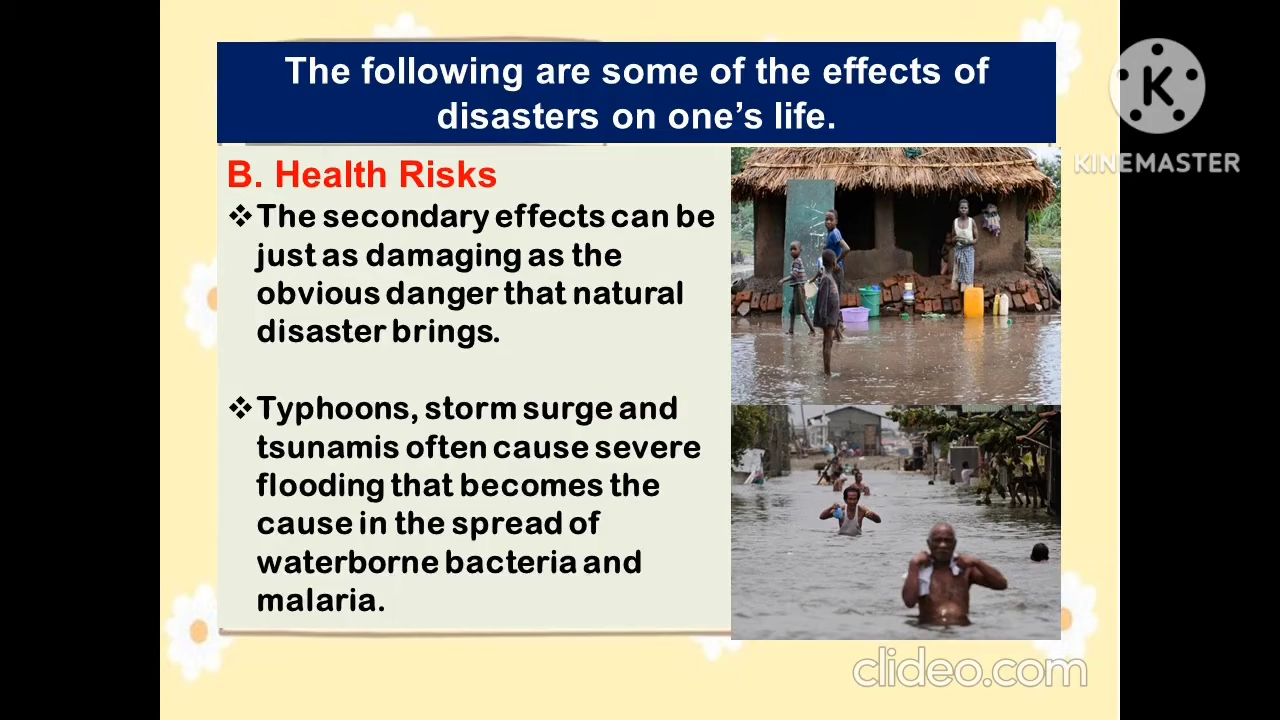 The following are some of the effects of
disasters on one's life.
K
KINEMASTER
B. Health Risks
❖The secondary effects can be
just as damaging as the
obvious danger that natural
disaster brings.
❖Typhoons, storm surge and
tsunamis often cause severe
flooding that becomes the
cause in the spread of
waterborne bacteria and
malaria.
clideo.com